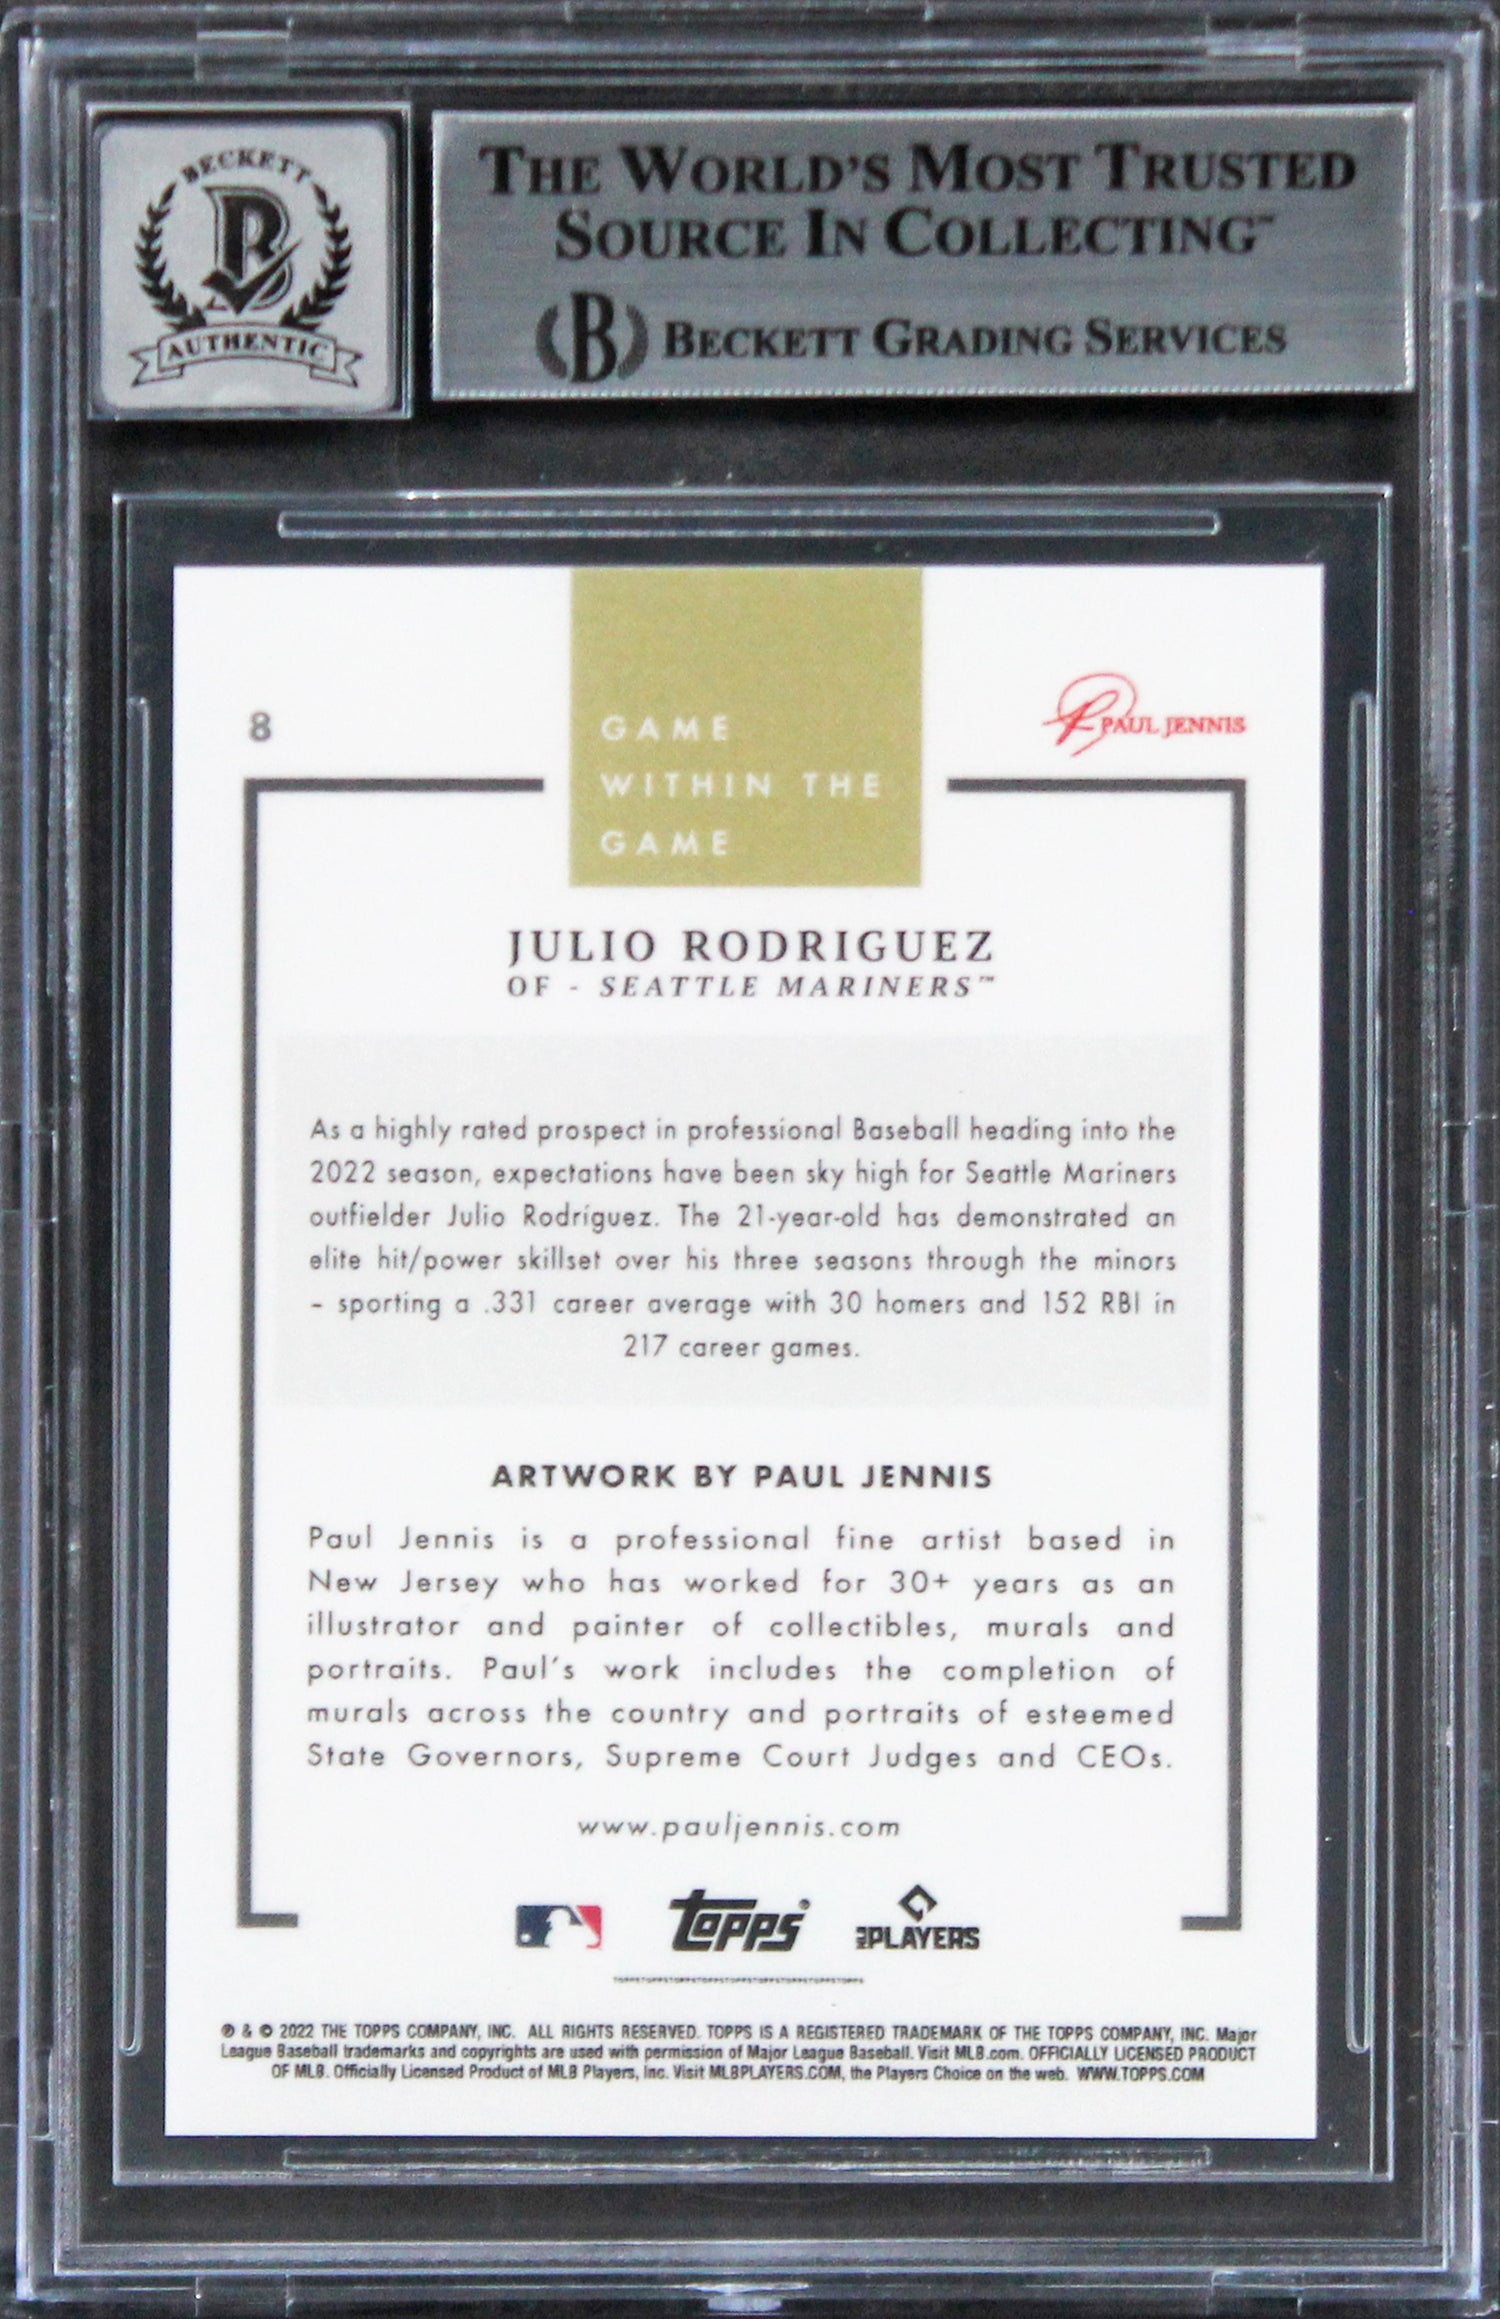 BECKETT
AUTHENTIC
THE WORLD'S MOST TRUSTED
SOURCE IN COLLECTING™
B BECKETT GRADING SERVICES
8
GAME
WITHIN THE
GAME
PAUL JENNIS
JULIO RODRIGUEZ
OF - SEATTLE MARINERS™
As a highly rated prospect in professional Baseball heading into the
2022 season, expectations have been sky high for Seattle Mariners
outfielder Julio Rodríguez. The 21-year-old has demonstrated an
elite hit/power skillset over his three seasons through the minors
– sporting a .331 career average with 30 homers and 152 RBI in
217 career games.
ARTWORK BY PAUL JENNIS
Paul Jennis is a professional fine artist based in
New Jersey who has worked for 30+ years as an
illustrator and painter of collectibles, murals and
portraits. Paul's work includes the completion of
murals across the country and portraits of esteemed
State Governors, Supreme Court Judges and CEOs.
www.pauljennis.com
topps® PLAYERS
TOPPSTOPPSTOPPSTOPPSTOPPSTOPPSTOPPSTOPPSTOPPS
℗ & © 2022 THE TOPPS COMPANY, INC. ALL RIGHTS RESERVED. TOPPS IS A REGISTERED TRADEMARK OF THE TOPPS COMPANY, INC. Major
League Baseball trademarks and copyrights are used with permission of Major League Baseball. Visit MLB.com. OFFICIALLY LICENSED PRODUCT
OF MLB. Officially Licensed Product of MLB Players, Inc. Visit MLBPLAYERS.COM, the Players Choice on the web. WWW.TOPPS.COM